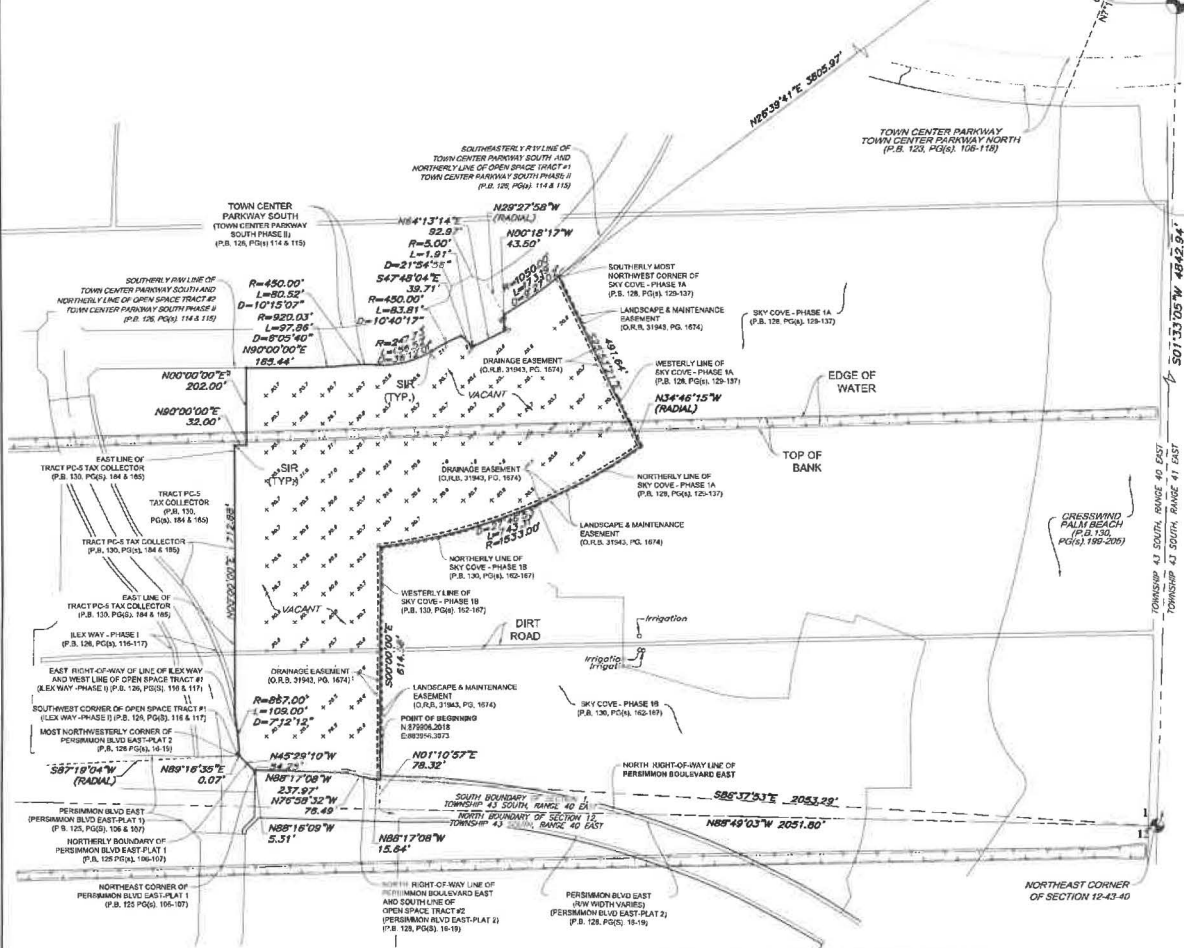 N26°39'41"E 3805.97'
TOWN CENTER PARKWAY
TOWN CENTER PARKWAY NORTH
(P.B. 123, PG(s). 106-118)
S01°33'05"W 4842.94'
SOUTHEASTERLY R/W LINE OF
TOWN CENTER PARKWAY SOUTH AND
NORTHERLY LINE OF OPEN SPACE TRACT #1
TOWN CENTER PARKWAY SOUTH PHASE II
(P.B. 126, PG(s). 114 & 115)
TOWN CENTER
PARKWAY SOUTH
(TOWN CENTER PARKWAY
SOUTH PHASE II)
(P.B. 126, PG(s) 114 & 115)
N64°13'14"E
92.97'
R=5.00'
L=1.91'
D=21°54'56"
S47°48'04"E
39.71'
R=450.00'
L=83.81'
D=10°40'17"
N29°27'58"W
(RADIAL)
N00°18'17"W
43.50'
R=1050.00'
SOUTHERLY R/W LINE OF
TOWN CENTER PARKWAY SOUTH AND
NORTHERLY LINE OF OPEN SPACE TRACT #2
TOWN CENTER PARKWAY SOUTH PHASE II
(P.B. 126, PG(s). 114 & 115)
R=450.00'
L=80.52'
D=10°15'07"
R=920.03'
L=97.86'
D=6°05'40"
N90°00'00"E
165.44'
SOUTHERLY MOST
NORTHWEST CORNER OF
SKY COVE - PHASE 1A
(P.B. 128, PG(s). 129-137)
LANDSCAPE & MAINTENANCE
EASEMENT
(O.R.B. 31943, PG. 1674)
SKY COVE - PHASE 1A
(P.B. 128, PG(s). 129-137)
491.64'
DRAINAGE EASEMENT
(O.R.B. 31943, PG. 1674)
WESTERLY LINE OF
SKY COVE - PHASE 1A
(P.B. 128, PG(s). 129-137)
N00°00'00"E
202.00'
SIR
(TYP.)
VACANT
N34°46'15"W
(RADIAL)
EDGE OF
WATER
N90°00'00"E
32.00'
TOP OF
BANK
EAST LINE OF
TRACT PC-5 TAX COLLECTOR
(P.B. 130, PG(S). 184 & 185)
SIR
(TYP.)
DRAINAGE EASEMENT
(O.R.B. 31943, PG. 1674)
NORTHERLY LINE OF
SKY COVE - PHASE 1A
(P.B. 128, PG(s). 129-137)
TRACT PC-5
TAX COLLECTOR
(P.B. 130,
PG(s). 184 & 185)
N00°00'00"E 712.88'
R=1533.00'
LANDSCAPE & MAINTENANCE
EASEMENT
(O.R.B. 31943, PG. 1674)
CRESSWIND
PALM BEACH
(P.B. 130,
PG(s).199-205)
TOWNSHIP 43 SOUTH, RANGE 40 EAST
TOWNSHIP 43 SOUTH, RANGE 41 EAST
TRACT PC-5 TAX COLLECTOR
(P.B. 130, PG(s). 184 & 185)
NORTHERLY LINE OF
SKY COVE - PHASE 1B
(P.B. 130, PG(s). 162-167)
EAST LINE OF
TRACT PC-5 TAX COLLECTOR
(P.B. 130, PG(S). 184 & 185)
VACANT
WESTERLY LINE OF
SKY COVE - PHASE 1B
(P.B. 130, PG(s). 162-167)
S00°00'00"E
DIRT
ROAD
Irrigation
ILEX WAY - PHASE I
(P.B. 126, PG(s). 116-117)
EAST RIGHT-OF-WAY OF LINE OF ILEX WAY
AND WEST LINE OF OPEN SPACE TRACT #1
(ILEX WAY -PHASE I) (P.B. 126, PG(S). 116 & 117)
DRAINAGE EASEMENT
(O.R.B. 31943, PG. 1674)
LANDSCAPE & MAINTENANCE
EASEMENT
(O.R.B. 31943, PG. 1674)
SKY COVE - PHASE 1B
(P.B. 130, PG(s). 162-167)
SOUTHWEST CORNER OF OPEN SPACE TRACT #1
(ILEX WAY -PHASE I) (P.B. 126, PG(S). 116 & 117)
R=867.00'
L=109.00'
D=7°12'12"
POINT OF BEGINNING
MOST NORTHWESTERLY CORNER OF
PERSIMMON BLVD EAST-PLAT 2
(P.B. 128 PG(s). 16-19)
S87°19'04"W
(RADIAL)
N89°16'35"E
0.07'
N45°29'10"W
N88°17'08"W
237.97'
N76°58'32"W
78.49'
N01°10'57"E
78.32'
NORTH RIGHT-OF-WAY LINE OF
PERSIMMON BOULEVARD EAST
SOUTH BOUNDARY OF SECTION 1,
TOWNSHIP 43 SOUTH, RANGE 40 EAST
NORTH BOUNDARY OF SECTION 12,
TOWNSHIP 43 SOUTH, RANGE 40 EAST
S86°37'53"E 2053.29'
N88°49'03"W 2051.80'
PERSIMMON BLVD EAST
(PERSIMMON BLVD EAST-PLAT 1)
(P.B. 125, PG(S). 106 & 107)
N88°16'09"W
5.31'
N88°17'08"W
15.64'
NORTHERLY BOUNDARY OF
PERSIMMON BLVD EAST-PLAT 1
(P.B. 125 PG(s). 106-107)
NORTHEAST CORNER OF
PERSIMMON BLVD EAST-PLAT 1
(P.B. 125 PG(s). 106-107)
NORTH RIGHT-OF-WAY LINE OF
PERSIMMON BOULEVARD EAST
AND SOUTH LINE OF
OPEN SPACE TRACT #2
(PERSIMMON BLVD EAST-PLAT 2)
(P.B. 128, PG(S). 16-19)
PERSIMMON BLVD EAST
(R/W WIDTH VARIES)
(PERSIMMON BLVD EAST-PLAT 2)
(P.B. 128, PG(S). 16-19)
NORTHEAST CORNER
OF SECTION 12-43-40